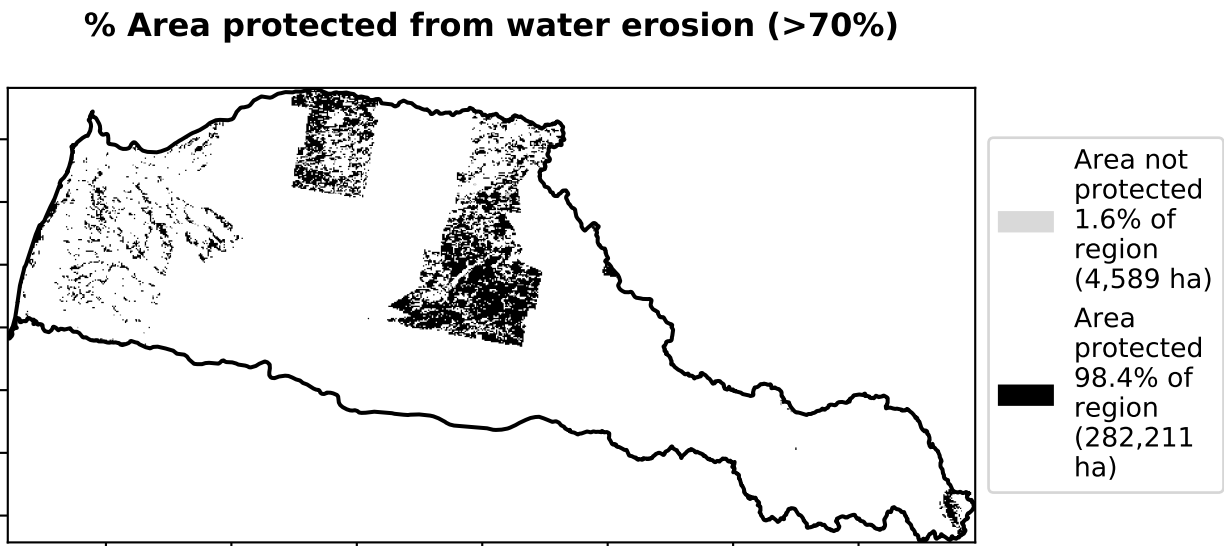 % Area protected from water erosion (>70%)
Area not
protected
1.6% of
region
(4,589 ha)
Area
protected
98.4% of
region
(282,211
ha)